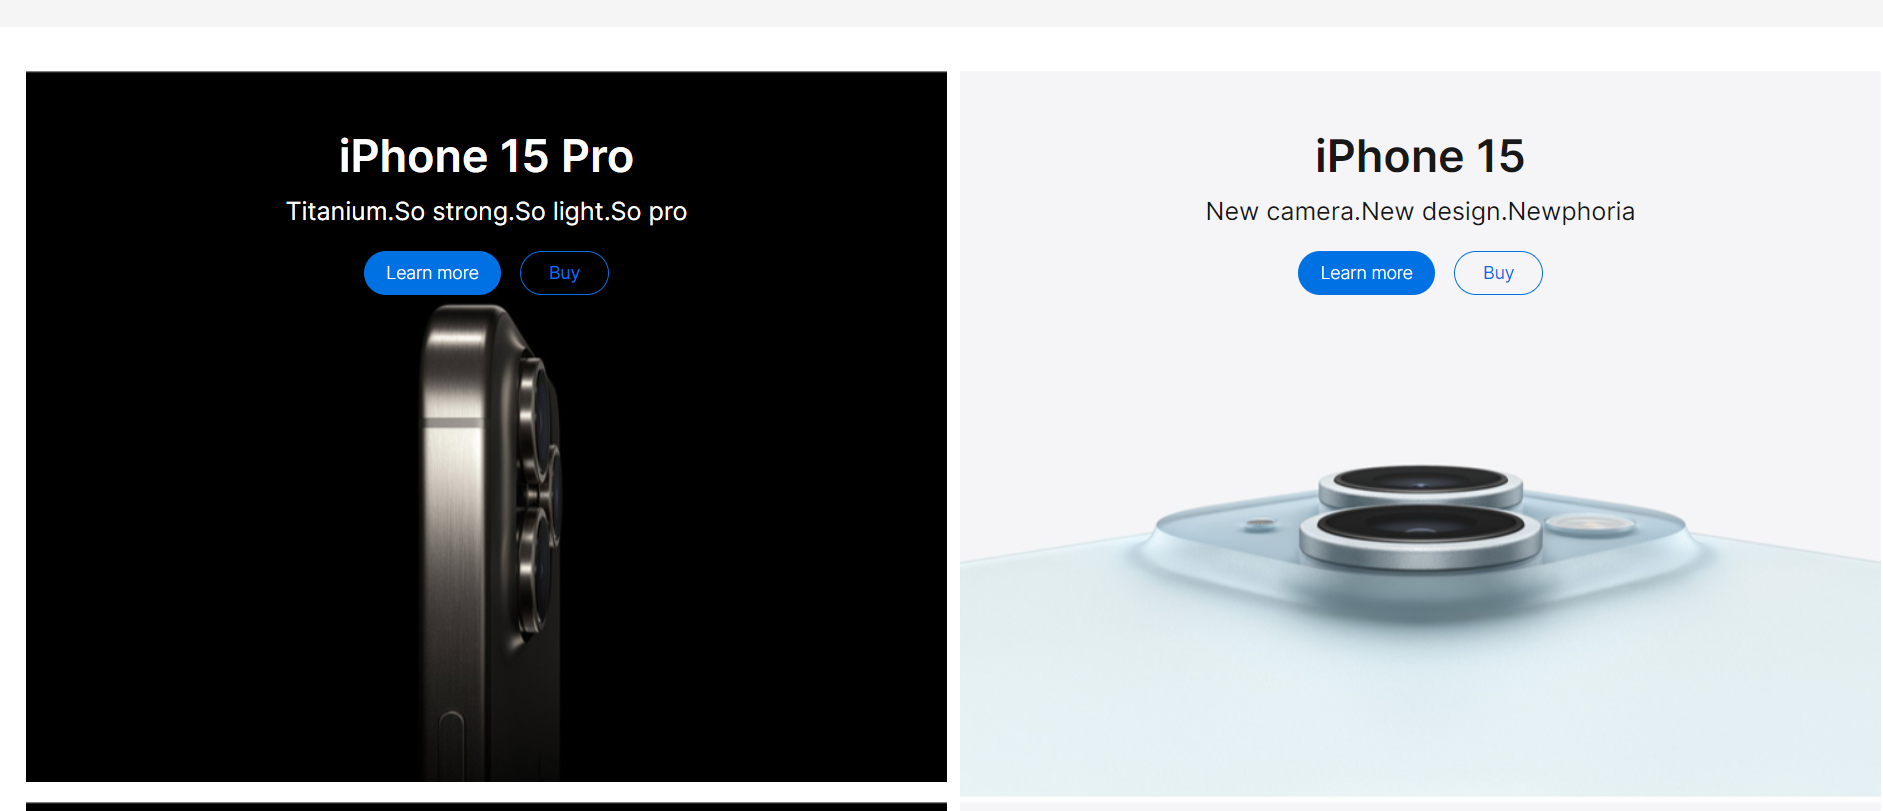 iPhone 15 Pro
Titanium.So strong.So light.So pro
Learn more
Buy
iPhone 15
New camera.New design.Newphoria
Learn more
Buy